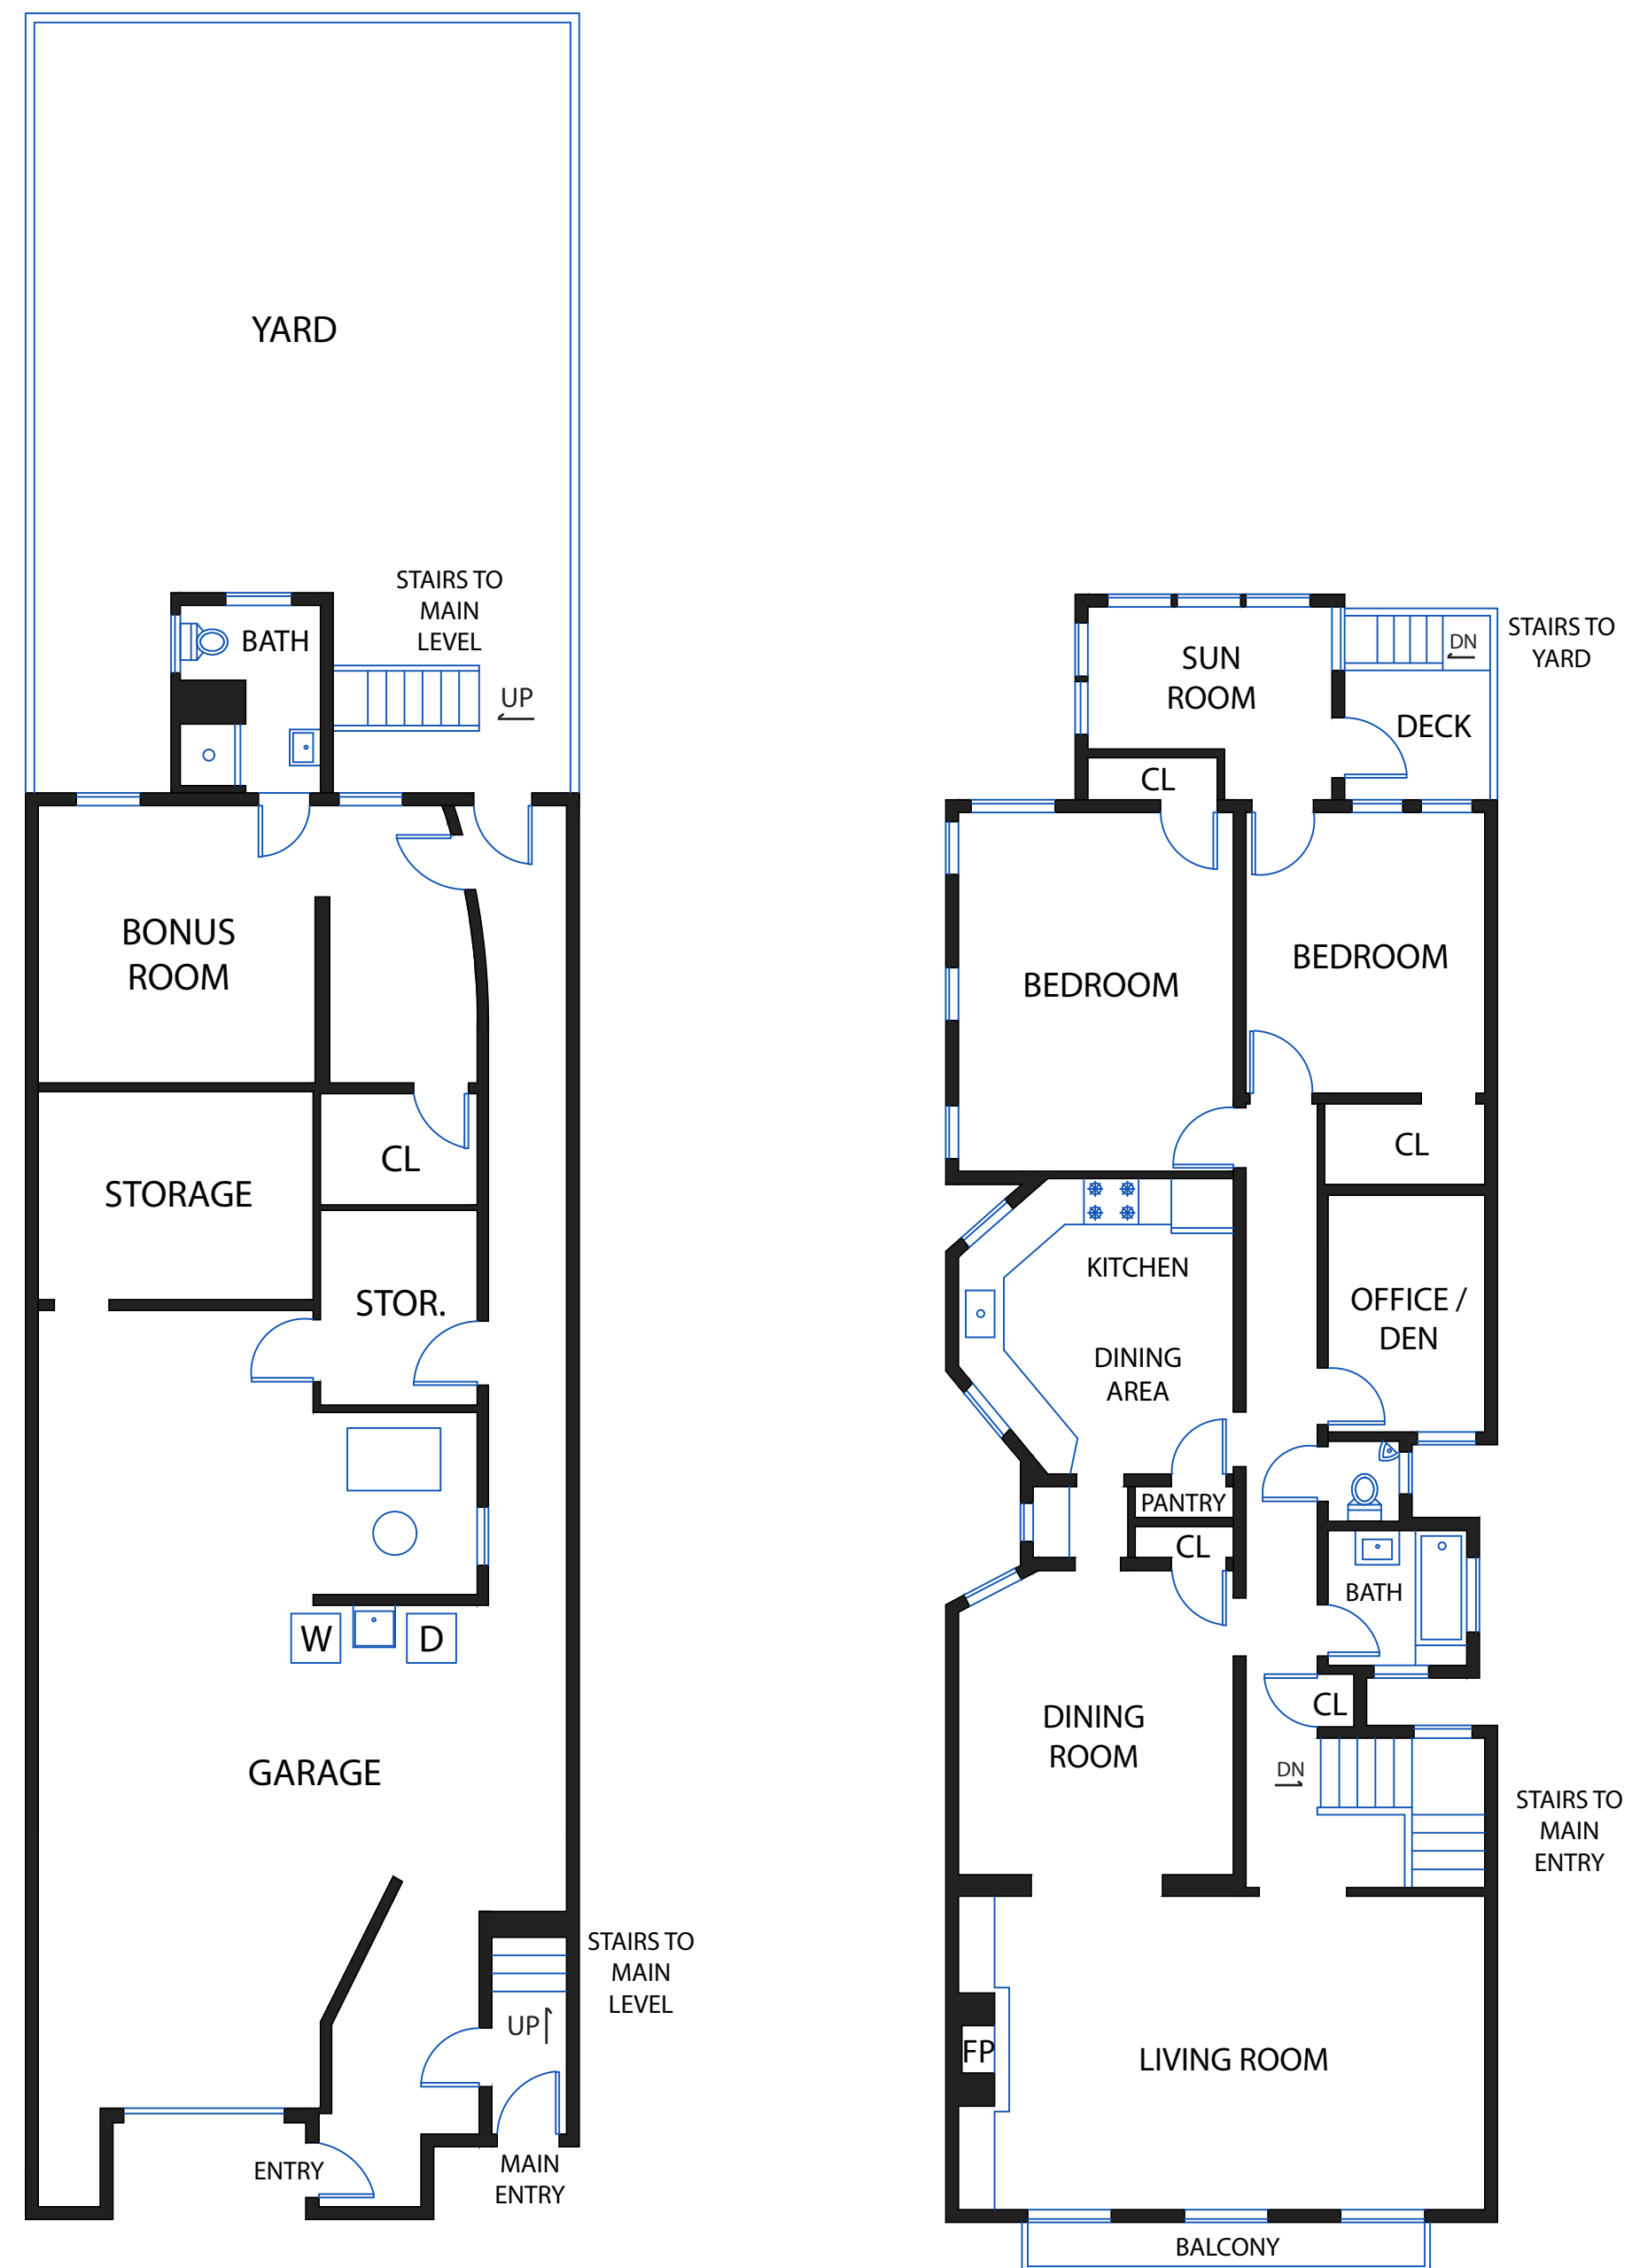 YARD
STAIRS TO
MAIN
LEVEL
BATH
UP
BONUS
ROOM
CL
STORAGE
STOR.
W
D
GARAGE
STAIRS TO
MAIN
LEVEL
UP
ENTRY
MAIN
ENTRY
SUN
ROOM
DN
STAIRS TO
YARD
DECK
CL
BEDROOM
BEDROOM
CL
KITCHEN
OFFICE /
DEN
DINING
AREA
PANTRY
CL
BATH
CL
DINING
ROOM
DN
STAIRS TO
MAIN
ENTRY
FP
LIVING ROOM
BALCONY